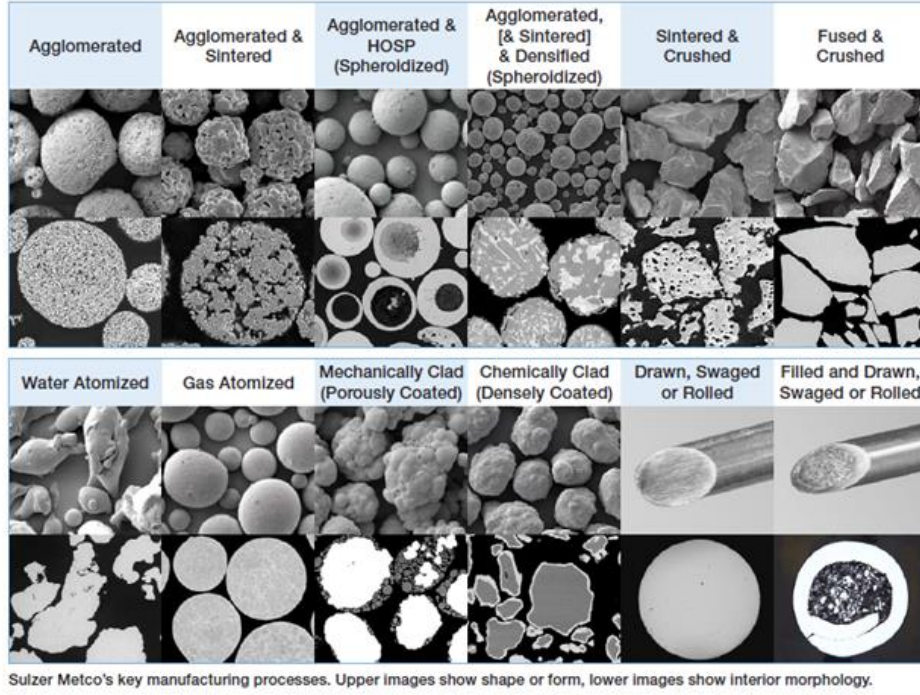 Agglomerated
Agglomerated &
Sintered
Agglomerated &
HOSP
(Spheroidized)
Agglomerated,
[& Sintered]
& Densified
(Spheroidized)
Sintered &
Crushed
Fused &
Crushed
Water Atomized
Gas Atomized
Mechanically Clad
(Porously Coated)
Chemically Clad
(Densely Coated)
Drawn, Swaged
or Rolled
Filled and Drawn,
Swaged or Rolled
Sulzer Metco's key manufacturing processes. Upper images show shape or form, lower images show interior morphology.